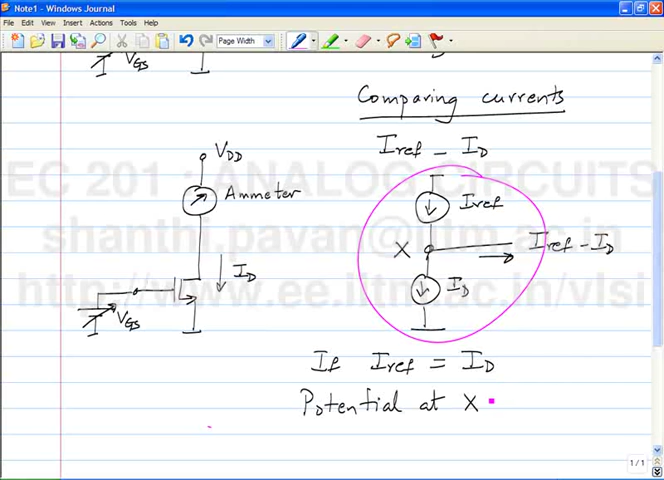 Note1 - Windows Journal
File Edit View Insert Actions Tools Help
Page Width
VGS
Comparing currents
Iref - ID
VDD
EC 201 : ANALOG CIRCUITS
Ammeter
Iref
shanthi.pavan@iitm.ac.in
X
Iref - ID
ID
http://www.ee.iitm.ac.in/vlsi
ID
VGS
If Iref = ID
Potential at X
1 / 1